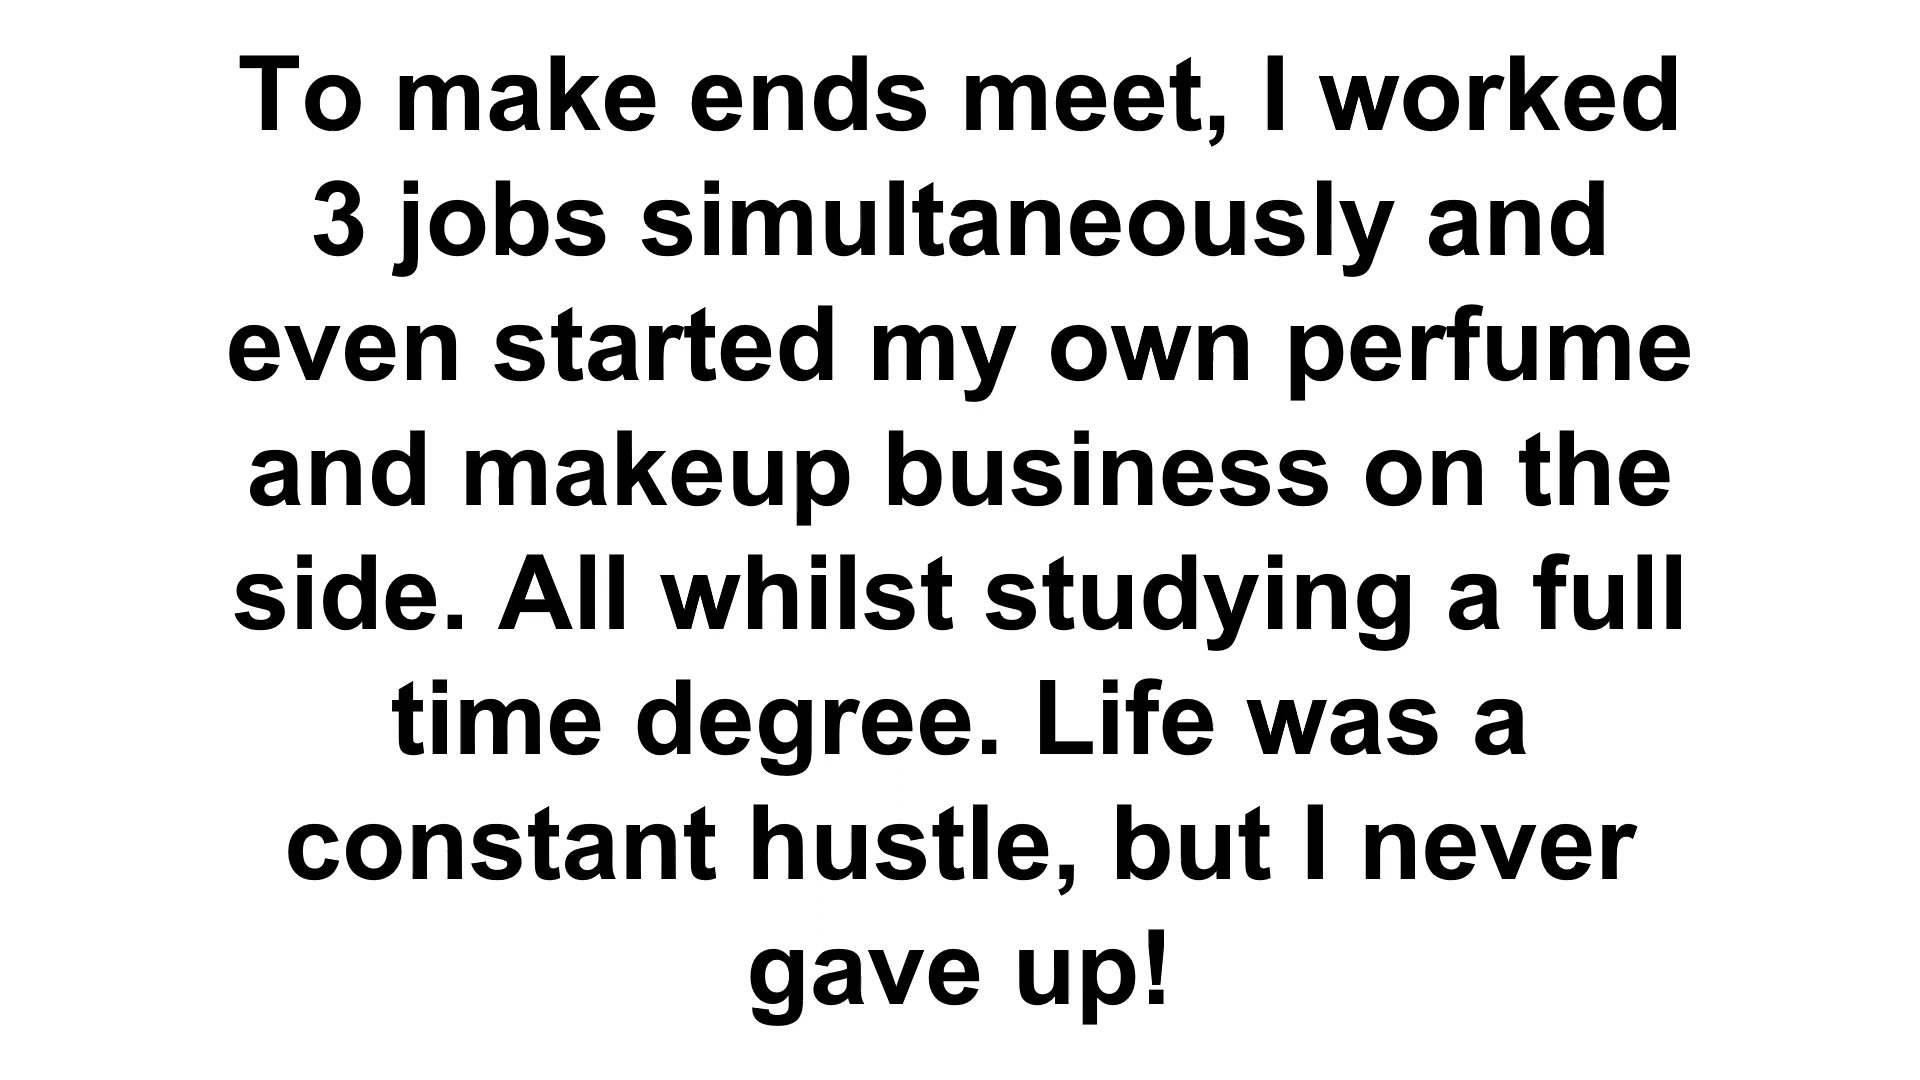 To make ends meet, I worked
3 jobs simultaneously and
even started my own perfume
and makeup business on the
side. All whilst studying a full
time degree. Life was a
constant hustle, but I never
gave up!